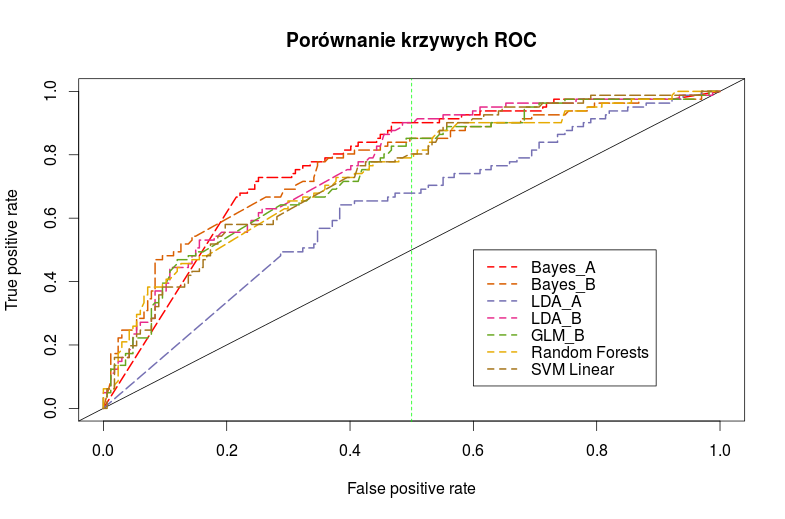 Porównanie krzywych ROC
True positive rate
1.0
0.8
0.6
0.4
0.2
0.0
Bayes_A
Bayes_B
LDA_A
LDA_B
GLM_B
Random Forests
SVM Linear
0.0 0.2 0.4 0.6 0.8 1.0
False positive rate